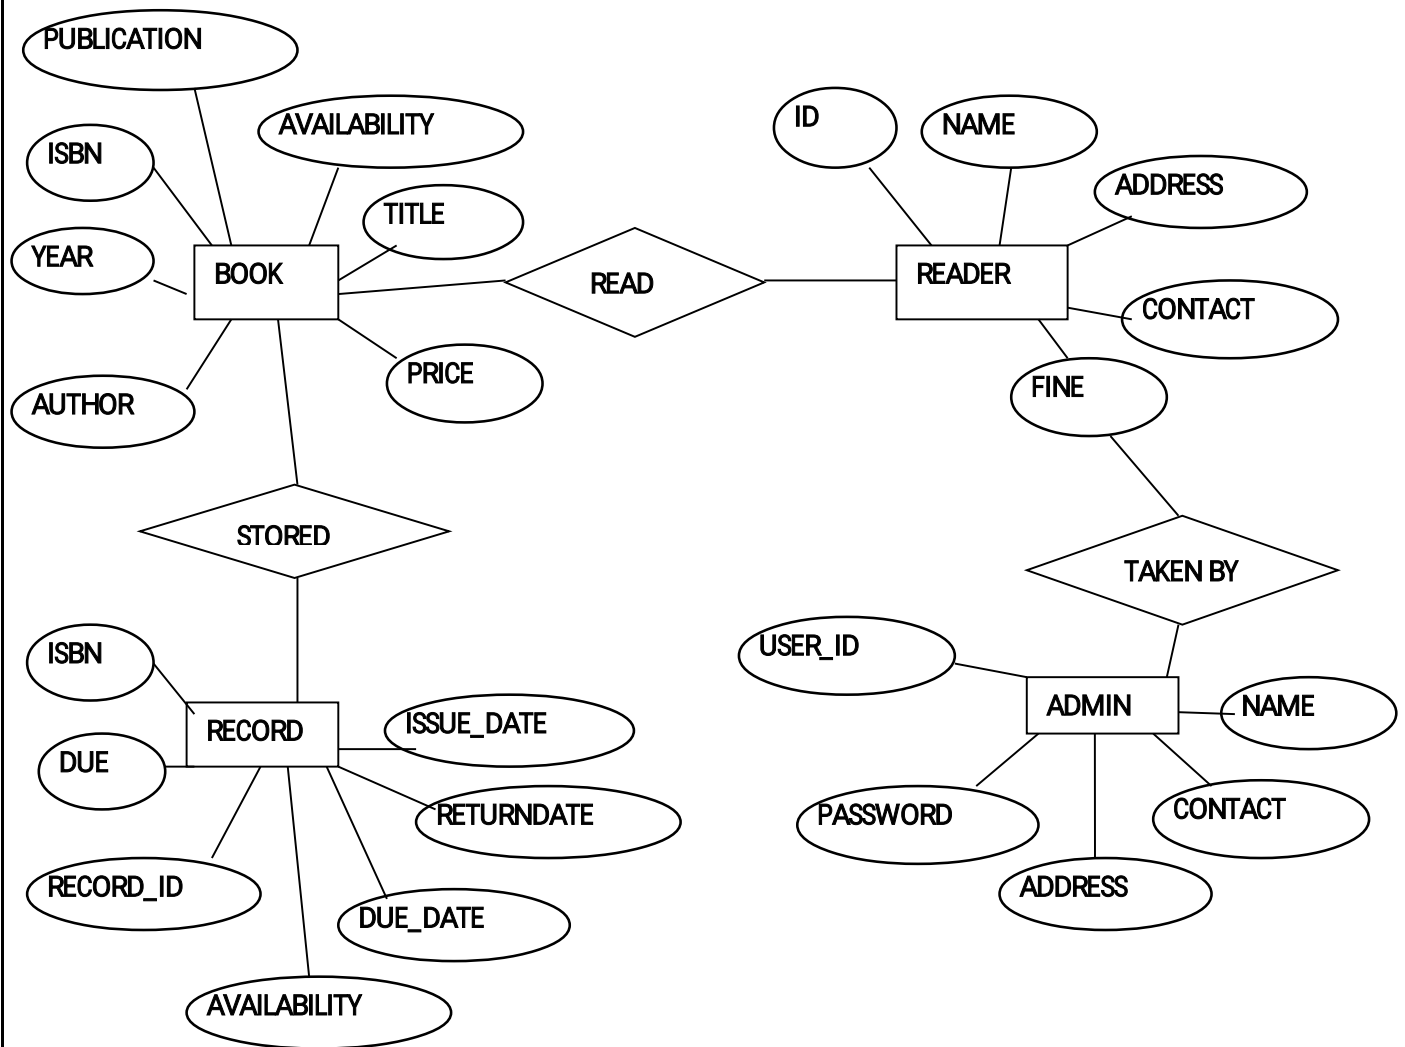 PUBLICATION
AVAILABILITY
ISBN
TITLE
YEAR
BOOK
READ
PRICE
AUTHOR
ID
NAME
ADDRESS
READER
CONTACT
FINE
STORED
TAKEN BY
ISBN
RECORD
ISSUE_DATE
DUE
RETURNDATE
RECORD_ID
DUE_DATE
AVAILABILITY
USER_ID
ADMIN
NAME
PASSWORD
CONTACT
ADDRESS